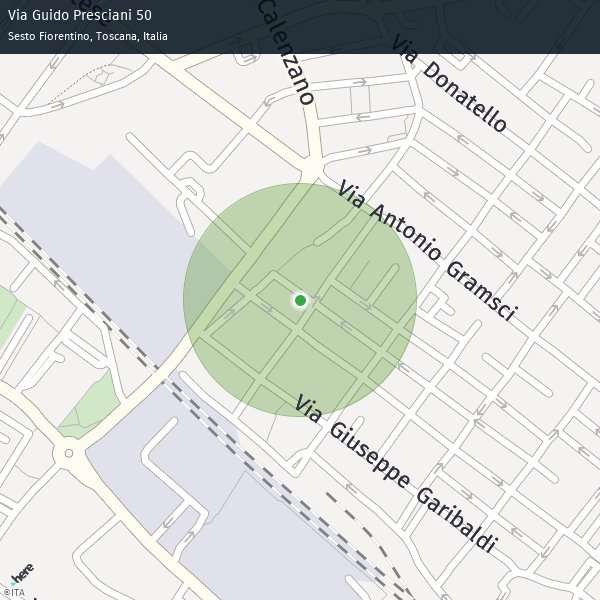 Via Guido Presciani 50
Sesto Fiorentino, Toscana, Italia
Calenzano
Via Donatello
Via Antonio Gramsci
Via Giuseppe Garibaldi
here
©ITA